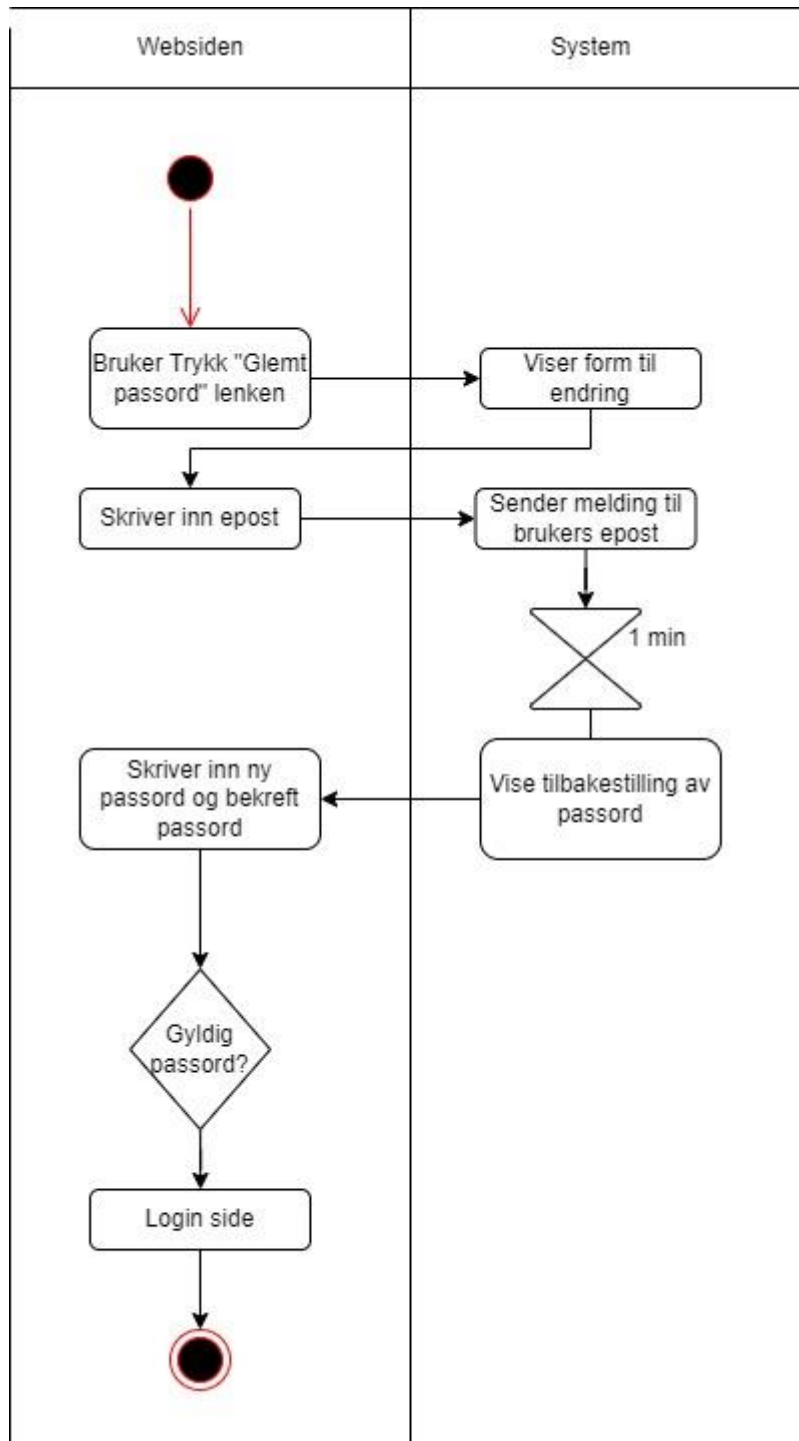 Websiden
System
Bruker Trykk "Glemt
passord" lenken
Viser form til
endring
Skriver inn epost
Sender melding til
brukers epost
1 min
Skriver inn ny
passord og bekreft
passord
Vise tilbakestilling av
passord
Gyldig
passord?
Login side